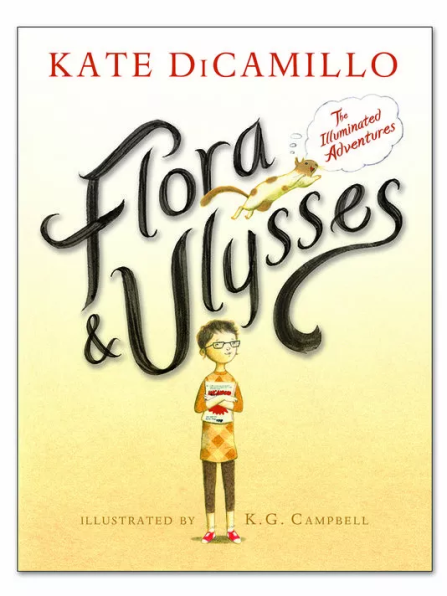 KATE DiCAMILLO
The
Illuminated
Adventures
Flora
& Ulysses
ILLUSTRATED BY K.G. CAMPBELL